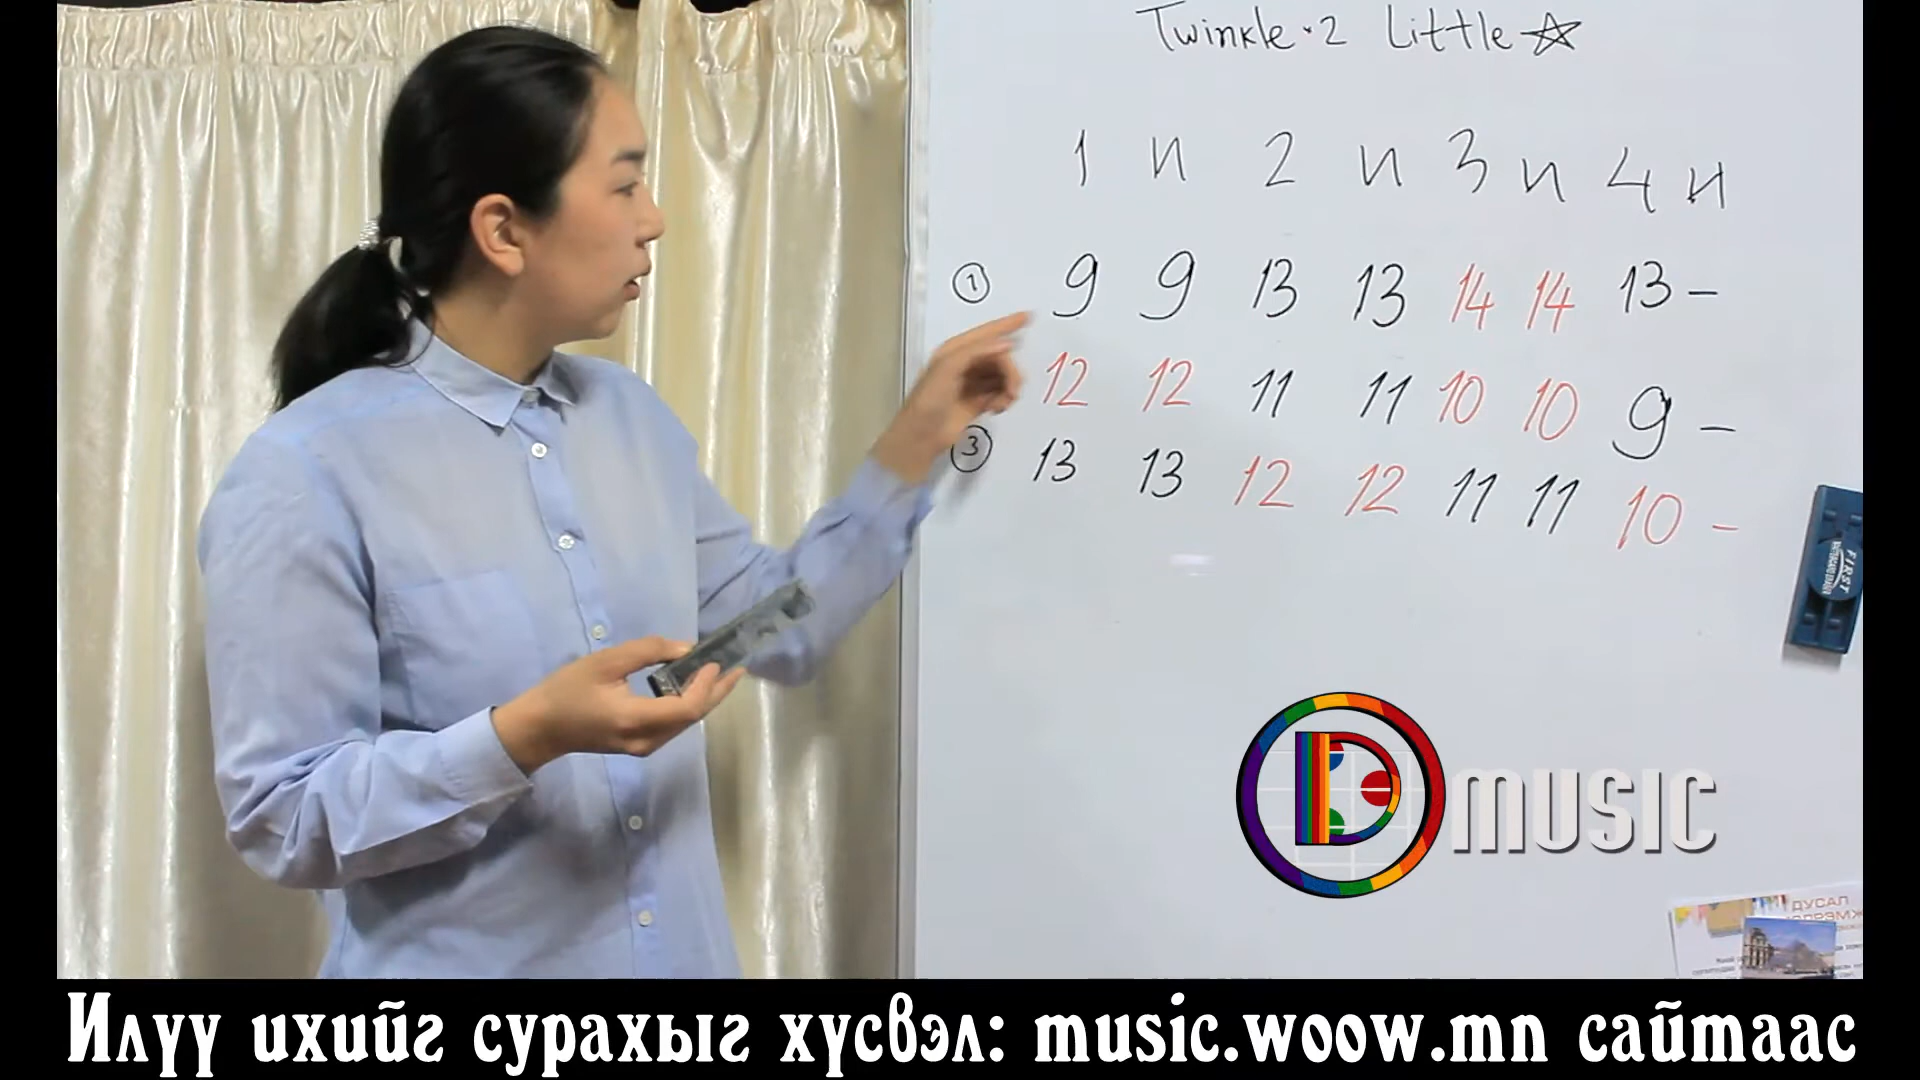 Twinkle·2 Little☆
1 и 2 и 3 и 4 и
① 9 9 13 13 14 14 13 –
12 12 11 11 10 10 9 –
③ 13 13 12 12 11 11 10 –
FIRST
D MUSIC
ДУСАЛ
Илүү ихийг сурахыг хүсвэл: music.woow.mn сайтаас